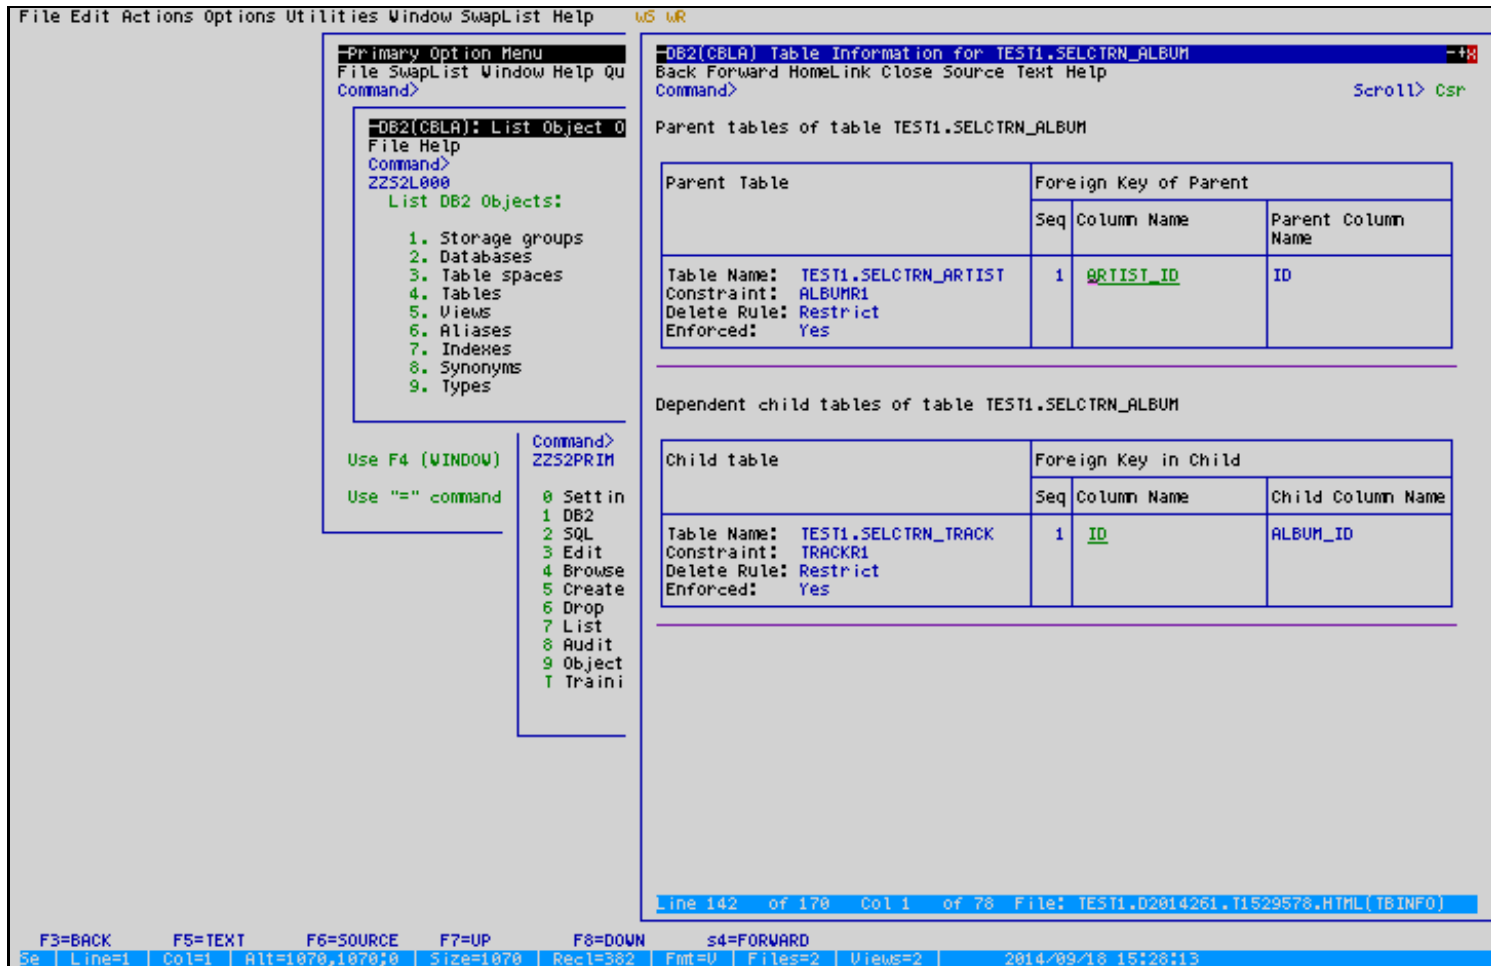 File Edit Actions Options Utilities Window SwapList Help wS wR
Primary Option Menu
File SwapList Window Help Qu
Command>
DB2(CBLA): List Object O
File Help
Command>
ZZS2L000
List DB2 Objects:
1. Storage groups
2. Databases
3. Table spaces
4. Tables
5. Views
6. Aliases
7. Indexes
8. Synonyms
9. Types
Use F4 (WINDOW)
Use "=" command
Command>
ZZS2PRIM
0 Settin
1 DB2
2 SQL
3 Edit
4 Browse
5 Create
6 Drop
7 List
8 Audit
9 Object
T Traini
DB2(CBLA) Table Information for TEST1.SELCTRN_ALBUM -+x
Back Forward HomeLink Close Source Text Help
Command> Scroll> Csr
Parent tables of table TEST1.SELCTRN_ALBUM
Parent Table Foreign Key of Parent
Seq Column Name Parent Column
Name
Table Name: TEST1.SELCTRN_ARTIST 1 ARTIST_ID ID
Constraint: ALBUMR1
Delete Rule: Restrict
Enforced: Yes
Dependent child tables of table TEST1.SELCTRN_ALBUM
Child table Foreign Key in Child
Seq Column Name Child Column Name
Table Name: TEST1.SELCTRN_TRACK 1 ID ALBUM_ID
Constraint: TRACKR1
Delete Rule: Restrict
Enforced: Yes
Line 142 of 170 Col 1 of 78 File: TEST1.D2014261.T1529578.HTML(TBINFO)
F3=BACK F5=TEXT F6=SOURCE F7=UP F8=DOWN s4=FORWARD
Se | Line=1 | Col=1 | Alt=1070,1070;0 | Size=1070 | Recl=382 | Fmt=V | Files=2 | Views=2 | 2014/09/18 15:28:13